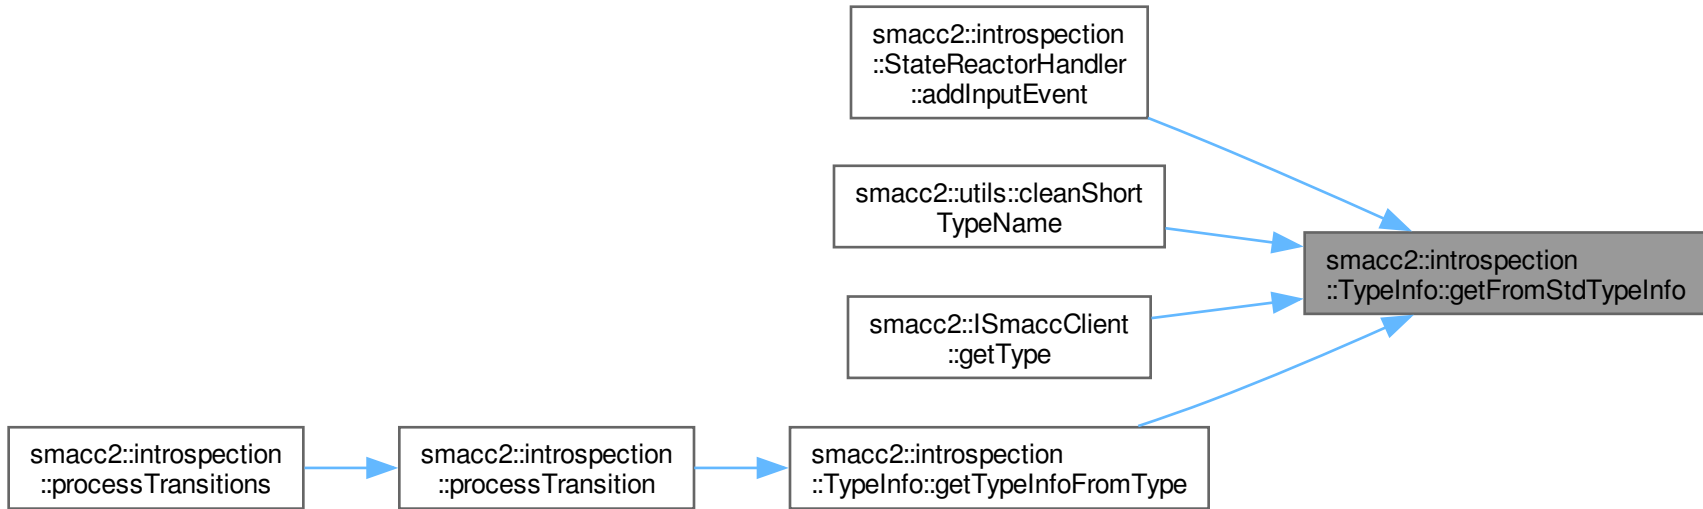 smacc2::introspection
::StateReactorHandler
::addInputEvent
smacc2::utils::cleanShort
TypeName
smacc2::introspection
::TypeInfo::getFromStdTypeInfo
smacc2::ISmaccClient
::getType
smacc2::introspection
::processTransitions
smacc2::introspection
::processTransition
smacc2::introspection
::TypeInfo::getTypeInfoFromType